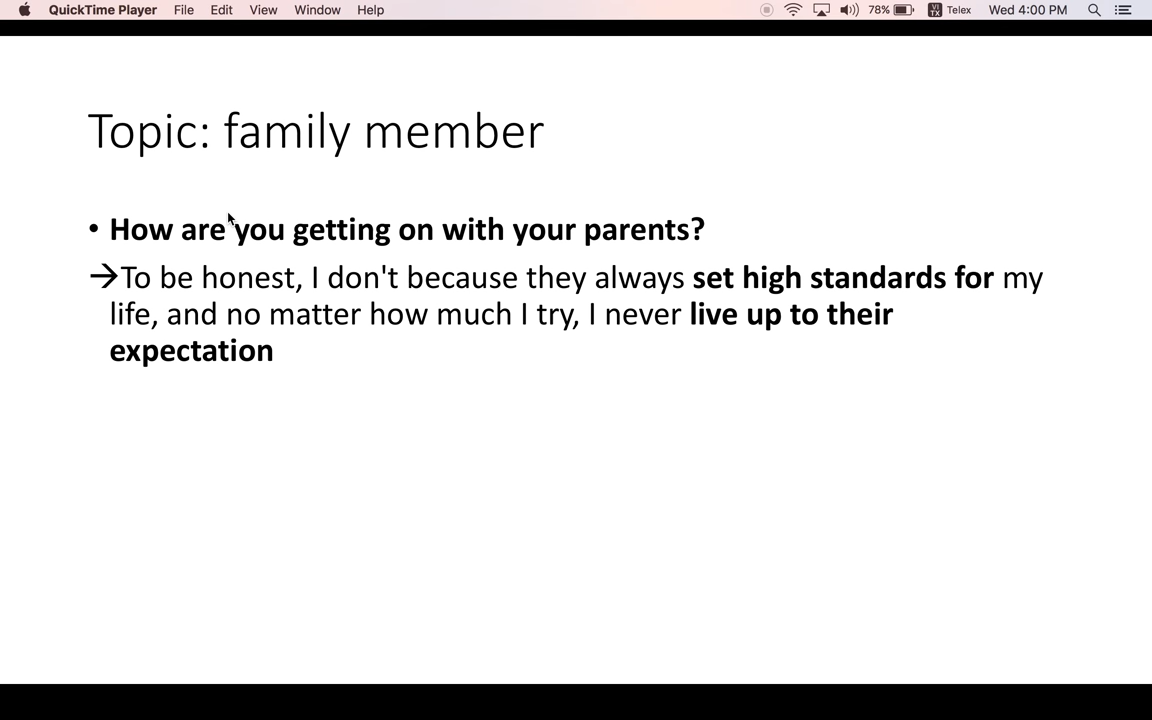 QuickTime Player File Edit View Window Help 78% VI TX Telex Wed 4:00 PM
Topic: family member
• How are you getting on with your parents?
→To be honest, I don't because they always set high standards for my
life, and no matter how much I try, I never live up to their
expectation